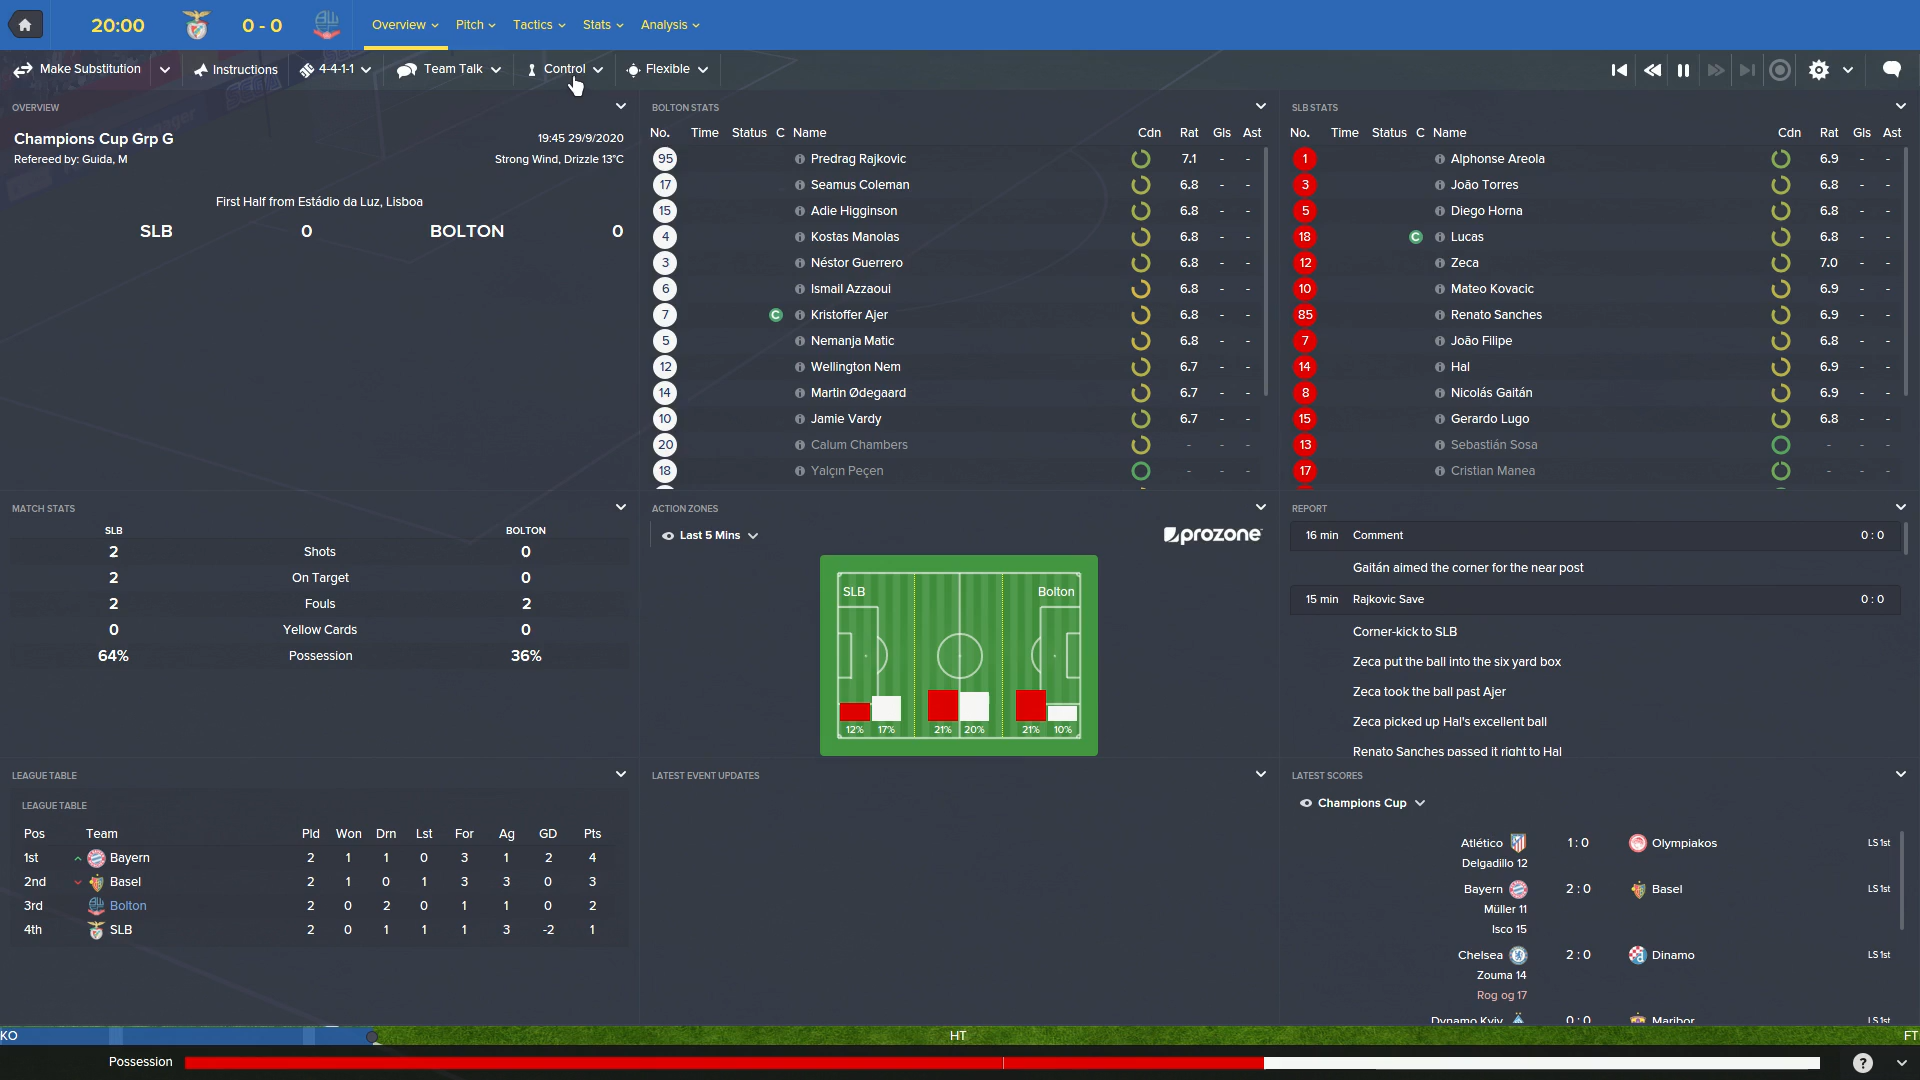 20:00 0 - 0 Overview Pitch Tactics Stats Analysis
Make Substitution Instructions 4-4-1-1 Team Talk Control Flexible
OVERVIEW
Champions Cup Grp G 19:45 29/9/2020
Refereed by: Guida, M Strong Wind, Drizzle 13°C
First Half from Estádio da Luz, Lisboa
SLB 0 BOLTON 0
BOLTON STATS
No. Time Status C Name Cdn Rat Gls Ast
95 Predrag Rajkovic 7.1 - -
17 Seamus Coleman 6.8 - -
15 Adie Higginson 6.8 - -
4 Kostas Manolas 6.8 - -
3 Néstor Guerrero 6.8 - -
6 Ismail Azzaoui 6.8 - -
7 C Kristoffer Ajer 6.8 - -
5 Nemanja Matic 6.8 - -
12 Wellington Nem 6.7 - -
14 Martin Ødegaard 6.7 - -
10 Jamie Vardy 6.7 - -
20 Calum Chambers - - -
18 Yalçın Peçen - - -
SLB STATS
No. Time Status C Name Cdn Rat Gls Ast
1 Alphonse Areola 6.9 - -
3 João Torres 6.8 - -
5 Diego Horna 6.8 - -
18 C Lucas 6.8 - -
12 Zeca 7.0 - -
10 Mateo Kovacic 6.9 - -
85 Renato Sanches 6.9 - -
7 João Filipe 6.8 - -
14 Hal 6.9 - -
8 Nicolás Gaitán 6.9 - -
15 Gerardo Lugo 6.8 - -
13 Sebastián Sosa - - -
17 Cristian Manea - - -
MATCH STATS
SLB BOLTON
2 Shots 0
2 On Target 0
2 Fouls 2
0 Yellow Cards 0
64% Possession 36%
ACTION ZONES
Last 5 Mins prozone
SLB Bolton
12% 17% 21% 20% 21% 10%
REPORT
16 min Comment 0 : 0
Gaitán aimed the corner for the near post
15 min Rajkovic Save 0 : 0
Corner-kick to SLB
Zeca put the ball into the six yard box
Zeca took the ball past Ajer
Zeca picked up Hal's excellent ball
Renato Sanches passed it right to Hal
LEAGUE TABLE
LEAGUE TABLE
Pos Team Pld Won Drn Lst For Ag GD Pts
1st Bayern 2 1 1 0 3 1 2 4
2nd Basel 2 1 0 1 3 3 0 3
3rd Bolton 2 0 2 0 1 1 0 2
4th SLB 2 0 1 1 1 3 -2 1
LATEST EVENT UPDATES
LATEST SCORES
Champions Cup
Atlético 1 : 0 Olympiakos LS 1st
Delgadillo 12
Bayern 2 : 0 Basel LS 1st
Müller 11
Isco 15
Chelsea 2 : 0 Dinamo LS 1st
Zouma 14
Rog og 17
Dynamo Kyiv 0 : 0 Maribor LS 1st
KO HT FT
Possession ?